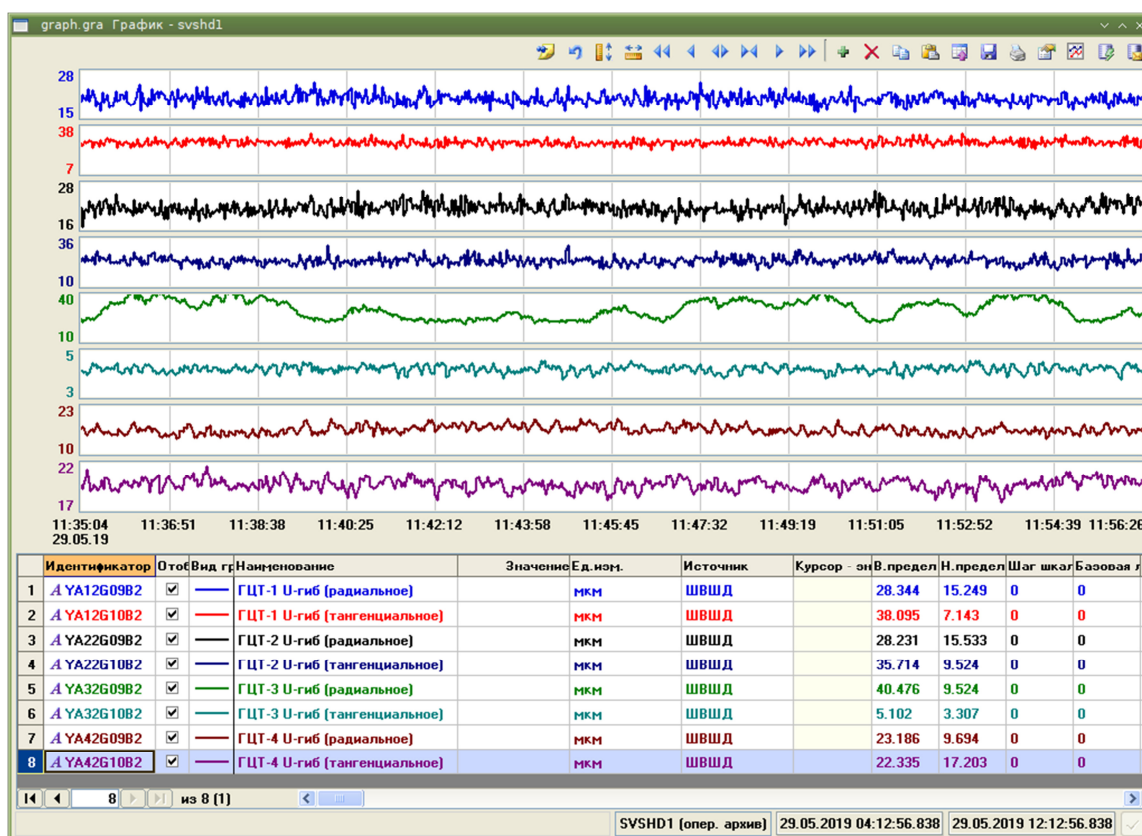 graph.gra График - svshd1
28
15
38
7
28
16
36
10
40
10
5
3
23
10
22
17
11:35:04 11:36:51 11:38:38 11:40:25 11:42:12 11:43:58 11:45:45 11:47:32 11:49:19 11:51:05 11:52:52 11:54:39 11:56:26
29.05.19
Идентификатор Отоб Вид гр Наименование Значение Ед.изм. Источник Курсор - зн В.предел Н.предел Шаг шкал Базовая л
1 A YA12G09B2 ГЦТ-1 U-гиб (радиальное) мкм ШВШД 28.344 15.249 0 0
2 A YA12G10B2 ГЦТ-1 U-гиб (тангенциальное) мкм ШВШД 38.095 7.143 0 0
3 A YA22G09B2 ГЦТ-2 U-гиб (радиальное) мкм ШВШД 28.231 15.533 0 0
4 A YA22G10B2 ГЦТ-2 U-гиб (тангенциальное) мкм ШВШД 35.714 9.524 0 0
5 A YA32G09B2 ГЦТ-3 U-гиб (радиальное) мкм ШВШД 40.476 9.524 0 0
6 A YA32G10B2 ГЦТ-3 U-гиб (тангенциальное) мкм ШВШД 5.102 3.307 0 0
7 A YA42G09B2 ГЦТ-4 U-гиб (радиальное) мкм ШВШД 23.186 9.694 0 0
8 A YA42G10B2 ГЦТ-4 U-гиб (тангенциальное) мкм ШВШД 22.335 17.203 0 0
8 из 8 (1)
SVSHD1 (опер. архив) 29.05.2019 04:12:56.838 29.05.2019 12:12:56.838